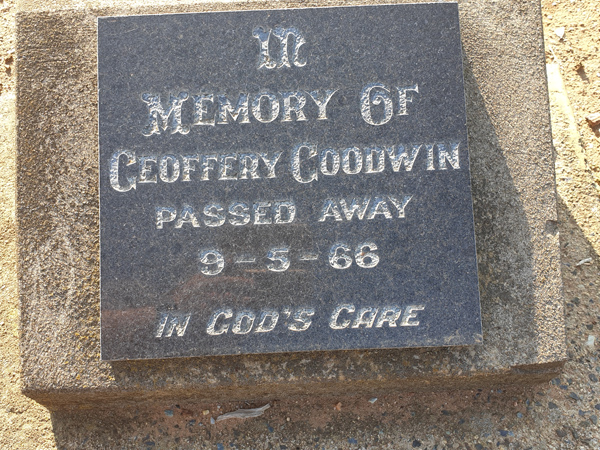 In
Memory Of
Geoffery Goodwin
PASSED AWAY
9-5-66
IN GOD'S CARE